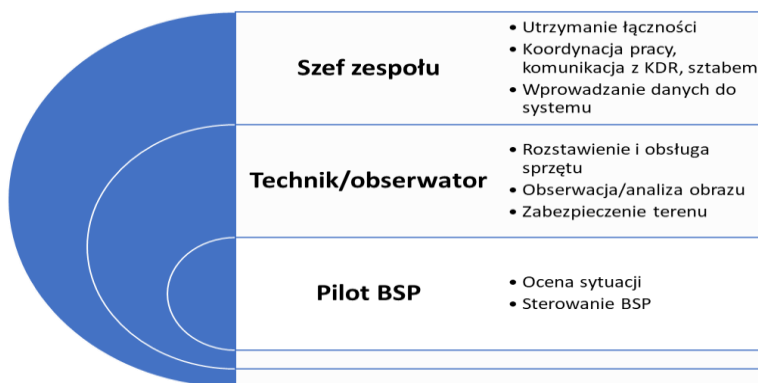 Szef zespołu
• Utrzymanie łączności
• Koordynacja pracy,
komunikacja z KDR, sztabem
• Wprowadzanie danych do
systemu
Technik/obserwator
• Rozstawienie i obsługa
sprzętu
• Obserwacja/analiza obrazu
• Zabezpieczenie terenu
Pilot BSP
• Ocena sytuacji
• Sterowanie BSP